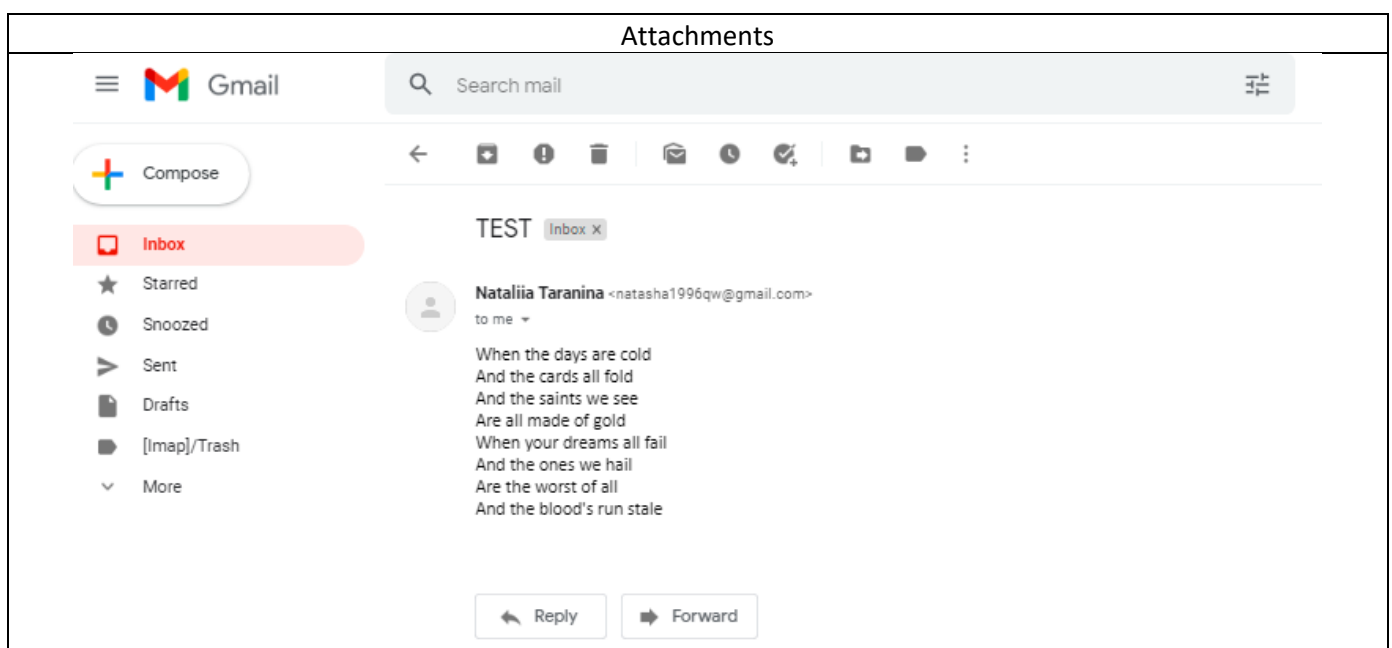 Attachments
Gmail
Search mail
Compose
TEST Inbox x
Inbox
Nataliia Taranina <natasha1996qw@gmail.com>
to me
Starred
Snoozed
Sent
Drafts
[Imap]/Trash
More
When the days are cold
And the cards all fold
And the saints we see
Are all made of gold
When your dreams all fail
And the ones we hail
Are the worst of all
And the blood's run stale
Reply
Forward